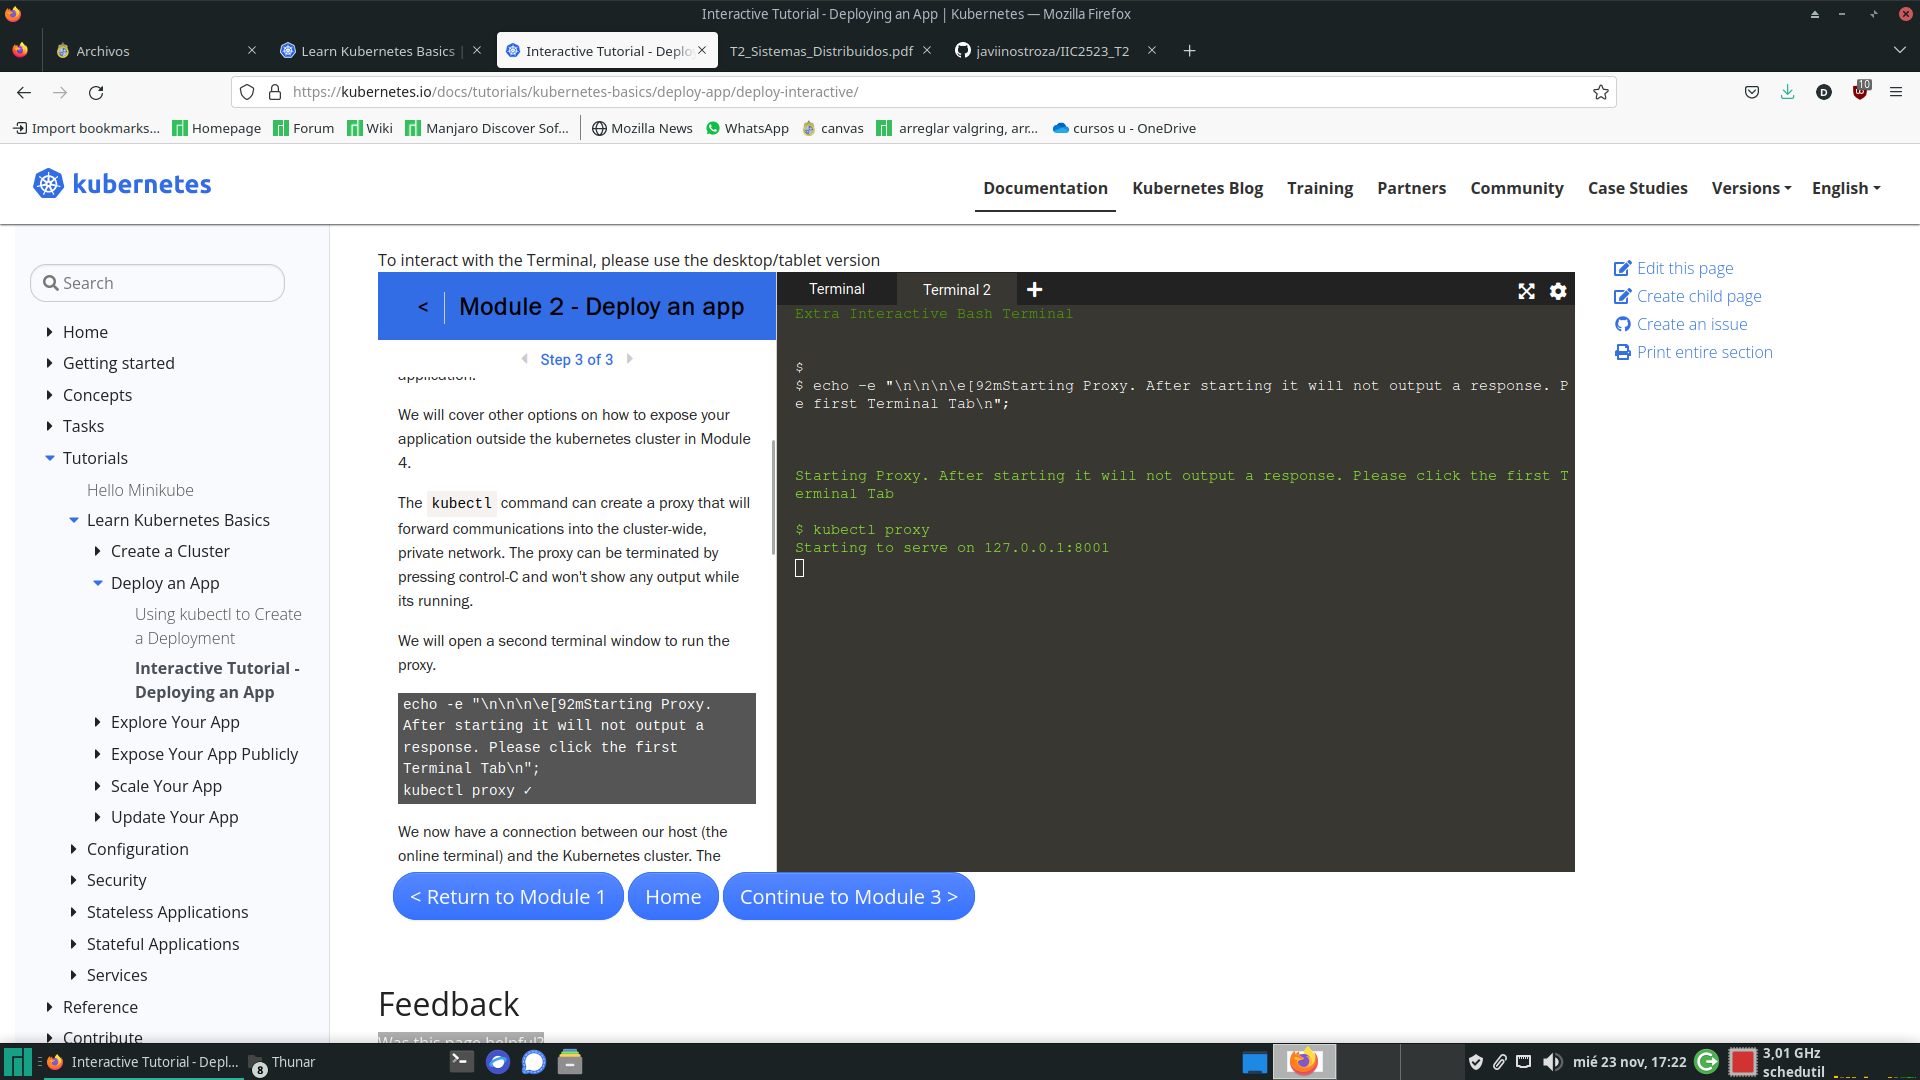 Interactive Tutorial - Deploying an App | Kubernetes — Mozilla Firefox
Archivos
Learn Kubernetes Basics |
Interactive Tutorial - Deplo
T2_Sistemas_Distribuidos.pdf
javiinostroza/IIC2523_T2
https://kubernetes.io/docs/tutorials/kubernetes-basics/deploy-app/deploy-interactive/
10
Import bookmarks...
Homepage
Forum
Wiki
Manjaro Discover Sof...
Mozilla News
WhatsApp
canvas
arreglar valgring, arr...
cursos u - OneDrive
kubernetes
Documentation
Kubernetes Blog
Training
Partners
Community
Case Studies
Versions
English
Search
Home
Getting started
Concepts
Tasks
Tutorials
Hello Minikube
Learn Kubernetes Basics
Create a Cluster
Deploy an App
Using kubectl to Create
a Deployment
Interactive Tutorial -
Deploying an App
Explore Your App
Expose Your App Publicly
Scale Your App
Update Your App
Configuration
Security
Stateless Applications
Stateful Applications
Services
Reference
Contribute
To interact with the Terminal, please use the desktop/tablet version
< Module 2 - Deploy an app
Step 3 of 3
application.
We will cover other options on how to expose your
application outside the kubernetes cluster in Module
4.
The kubectl command can create a proxy that will
forward communications into the cluster-wide,
private network. The proxy can be terminated by
pressing control-C and won't show any output while
its running.
We will open a second terminal window to run the
proxy.
echo -e "\n\n\n\e[92mStarting Proxy.
After starting it will not output a
response. Please click the first
Terminal Tab\n";
kubectl proxy ✓
We now have a connection between our host (the
online terminal) and the Kubernetes cluster. The
Terminal
Terminal 2
Extra Interactive Bash Terminal
$
$ echo -e "\n\n\n\e[92mStarting Proxy. After starting it will not output a response. P
e first Terminal Tab\n";
Starting Proxy. After starting it will not output a response. Please click the first T
erminal Tab
$ kubectl proxy
Starting to serve on 127.0.0.1:8001
< Return to Module 1
Home
Continue to Module 3 >
Feedback
Was this page helpful?
Edit this page
Create child page
Create an issue
Print entire section
Interactive Tutorial - Depl...
8
Thunar
mié 23 nov, 17:22
3,01 GHz
schedutil